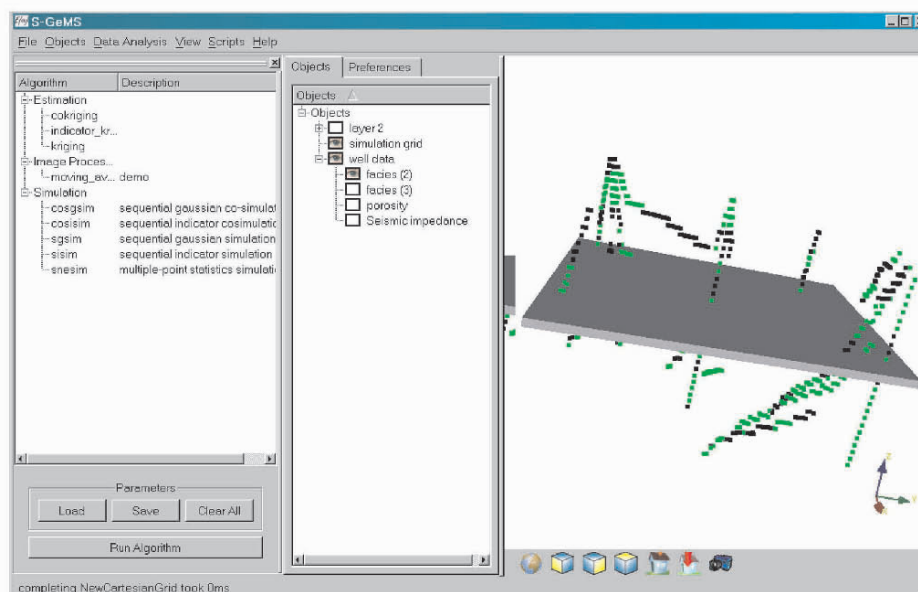 S-GeMS
File Objects Data Analysis View Scripts Help
Algorithm Description
Estimation
cokriging
indicator_kr...
kriging
Image Proces...
moving_av... demo
Simulation
cosgsim sequential gaussian co-simulat
cosisim sequential indicator cosimulatio
sgsim sequential gaussian simulation
sisim sequential indicator simulation
snesim multiple-point statistics simulatio
Parameters
Load Save Clear All
Run Algorithm
Objects Preferences
Objects
Objects
layer 2
simulation grid
well data
facies (2)
facies (3)
porosity
Seismic impedance
Z
Y
completing NewCartesianGrid took 0ms